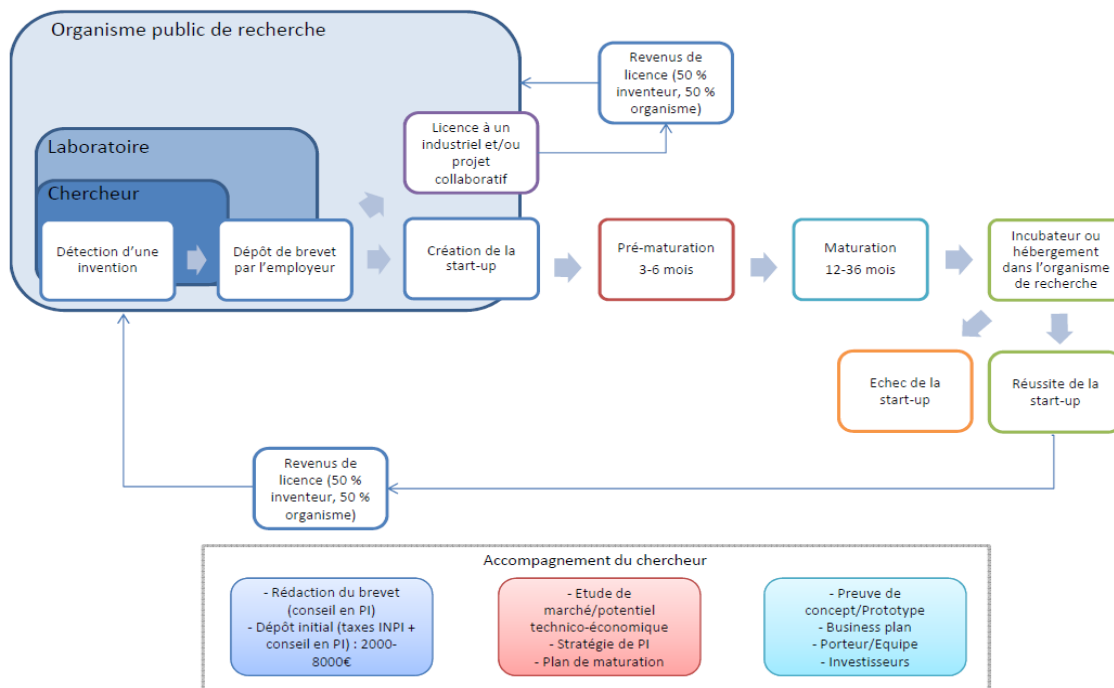 Organisme public de recherche
Revenus de
licence (50 %
inventeur, 50 %
organisme)
Licence à un
industriel et/ou
projet
collaboratif
Laboratoire
Chercheur
Détection d’une
invention
Dépôt de brevet
par l’employeur
Création de la
start-up
Pré-maturation
3-6 mois
Maturation
12-36 mois
Incubateur ou
hébergement
dans l’organisme
de recherche
Echec de la
start-up
Réussite de la
start-up
Revenus de
licence (50 %
inventeur, 50 %
organisme)
Accompagnement du chercheur
- Rédaction du brevet
(conseil en PI)
- Dépôt initial (taxes INPI +
conseil en PI) : 2000-
8000€
- Etude de
marché/potentiel
technico-économique
- Stratégie de PI
- Plan de maturation
- Preuve de
concept/Prototype
- Business plan
- Porteur/Equipe
- Investisseurs